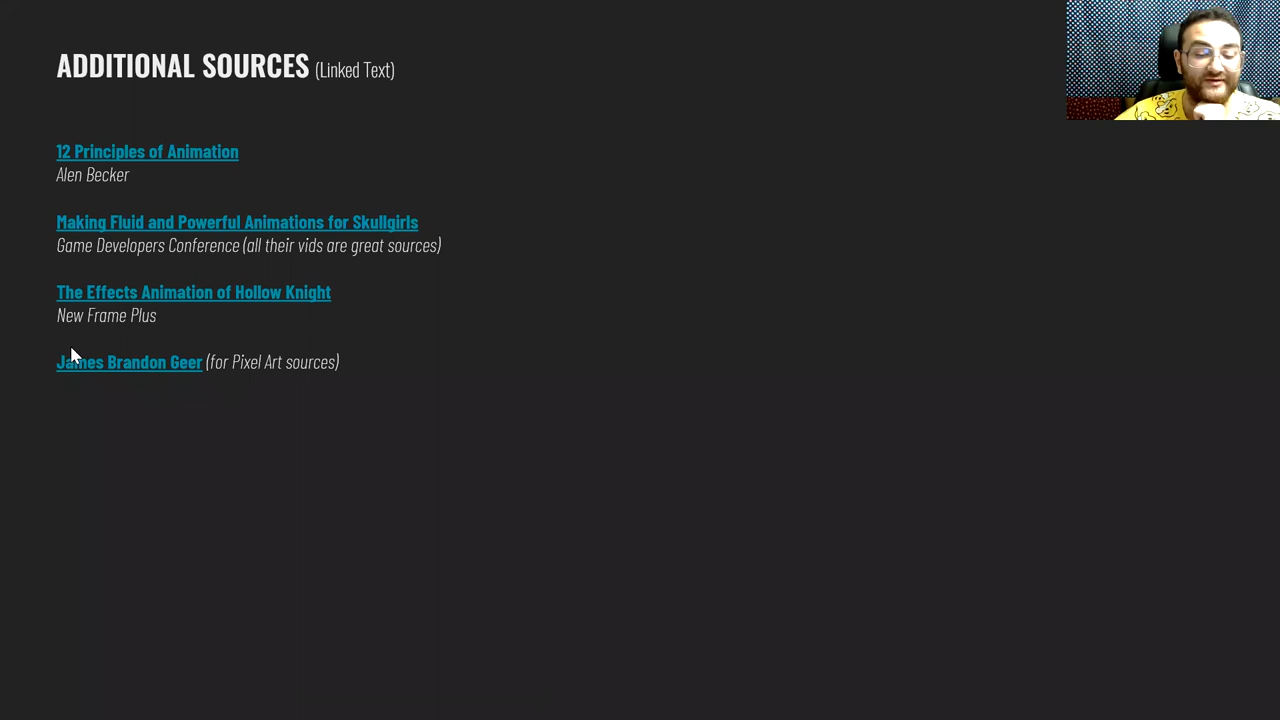 ADDITIONAL SOURCES (Linked Text)
12 Principles of Animation
Alen Becker
Making Fluid and Powerful Animations for Skullgirls
Game Developers Conference (all their vids are great sources)
The Effects Animation of Hollow Knight
New Frame Plus
James Brandon Geer (for Pixel Art sources)